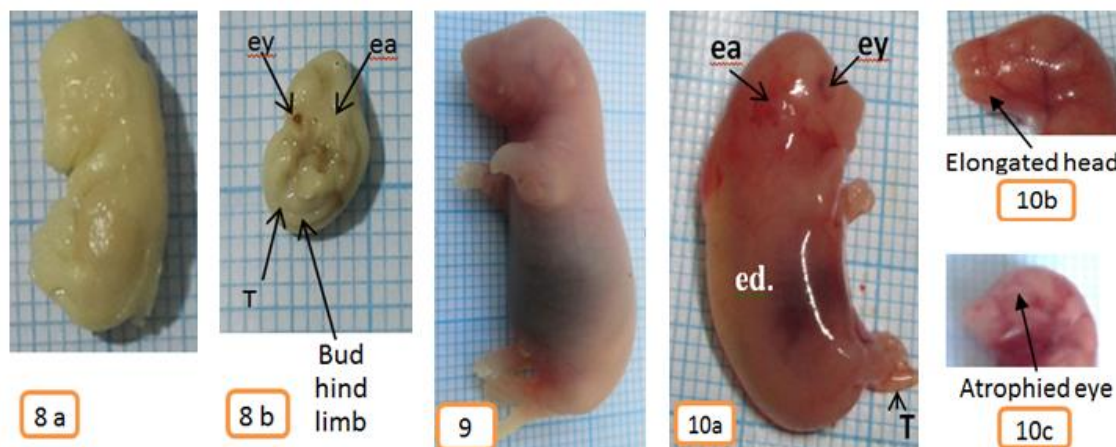 ey
ea
T
Bud
hind
limb
8 a
8 b
9
ea
ey
ed.
T
10a
Elongated head
10b
Atrophied eye
10c